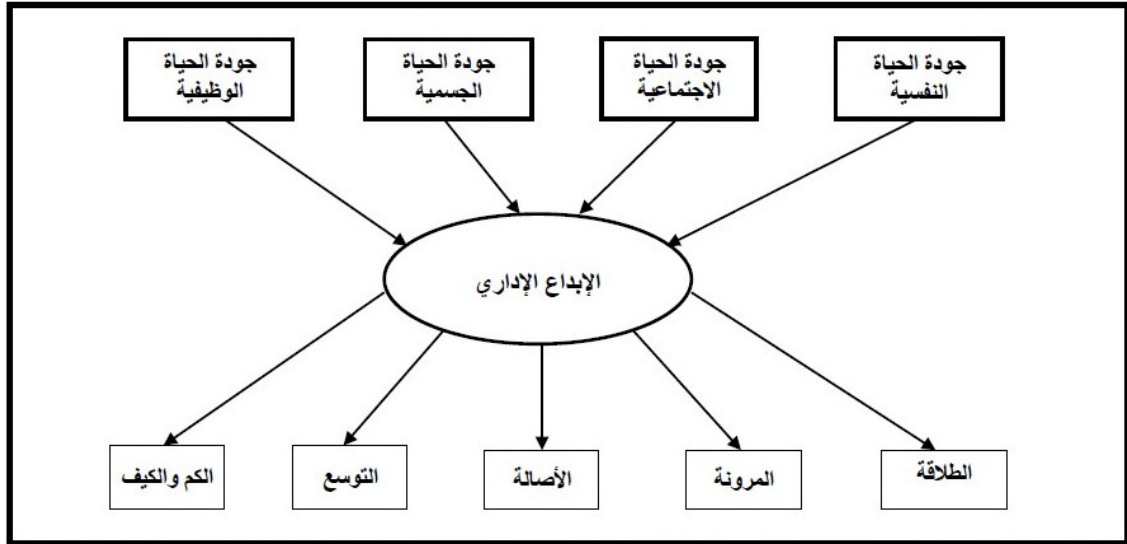 جودة الحياة
النفسية
جودة الحياة
الاجتماعية
جودة الحياة
الجسمية
جودة الحياة
الوظيفية
الإبداع الإداري
الطلاقة
المرونة
الأصالة
التوسع
الكم والكيف